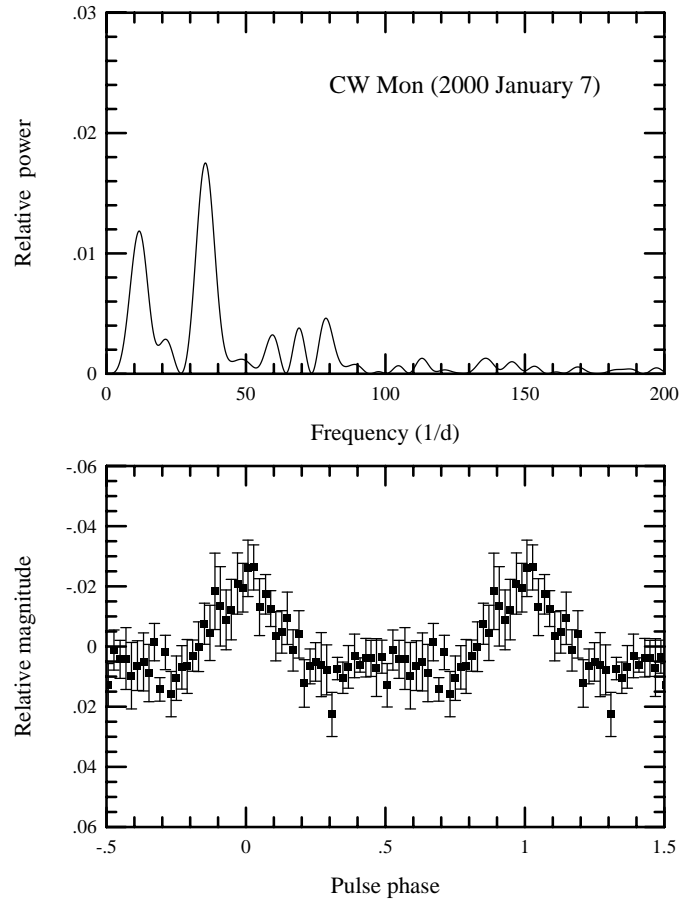 .03
CW Mon (2000 January 7)
.02
Relative power
.01
0
0 50 100 150 200
Frequency (1/d)
-.06
-.04
-.02
Relative magnitude
0
.02
.04
.06
-.5 0 .5 1 1.5
Pulse phase